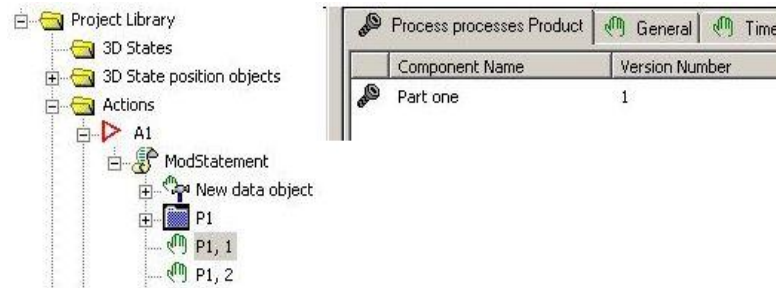 Project Library
3D States
3D State position objects
Actions
A1
ModStatement
New data object
P1
P1, 1
P1, 2
Process processes Product General Time
Component Name Version Number
Part one 1